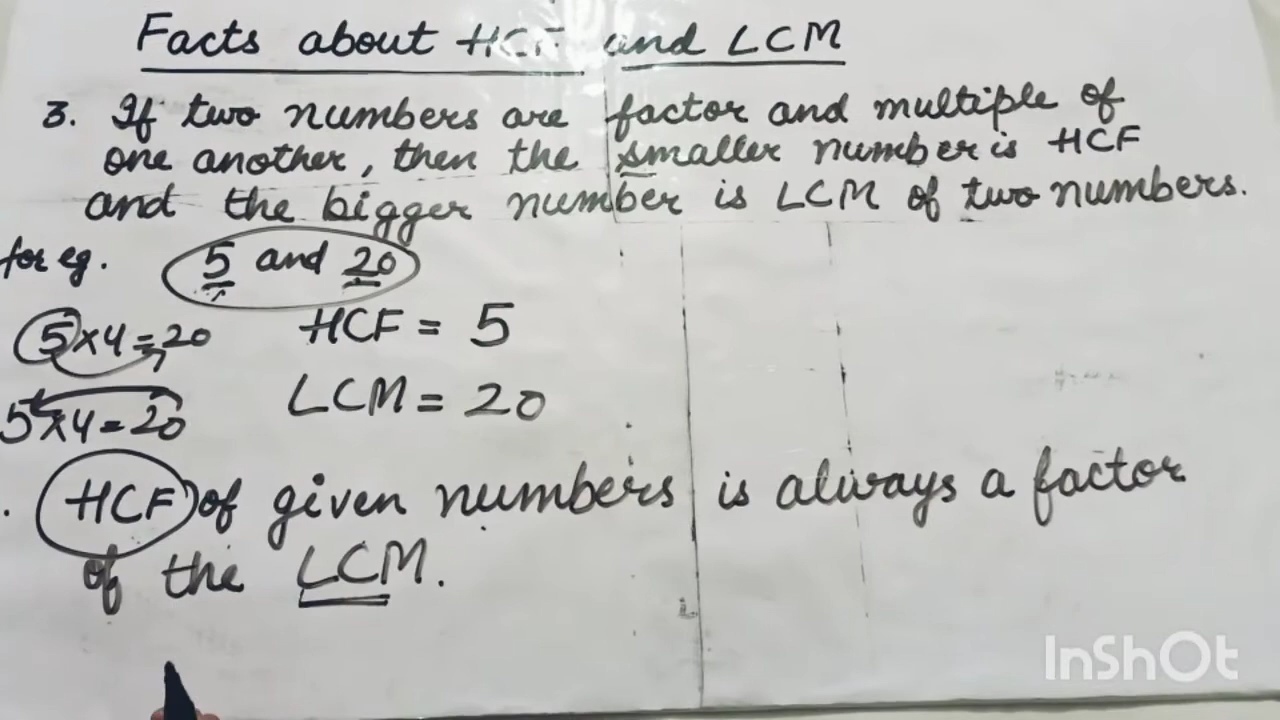 Facts about HCF and LCM
3. If two numbers are factor and multiple of
one another, then the smaller number is HCF
and the bigger number is LCM of two numbers.
for eg. 5 and 20
5×4=20 HCF = 5
5×4=20 LCM = 20
. HCF of given numbers is always a factor
of the LCM.
InShOt